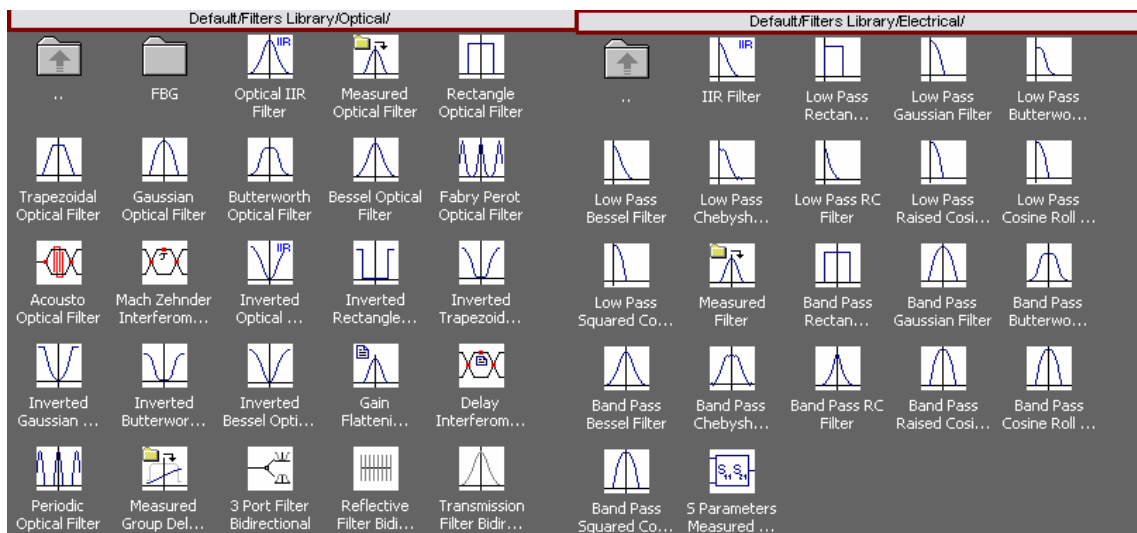 Default/Filters Library/Optical/
..
FBG
IIR
Optical IIR
Filter
Measured
Optical Filter
Rectangle
Optical Filter
Trapezoidal
Optical Filter
Gaussian
Optical Filter
Butterworth
Optical Filter
Bessel Optical
Filter
Fabry Perot
Optical Filter
Acousto
Optical Filter
Mach Zehnder
Interferom...
IIR
Inverted
Optical ...
Inverted
Rectangle...
Inverted
Trapezoid...
Inverted
Gaussian ...
Inverted
Butterwor...
Inverted
Bessel Opti...
Gain
Flatteni...
Delay
Interferom...
Periodic
Optical Filter
Measured
Group Del...
3 Port Filter
Bidirectional
Reflective
Filter Bidi...
Transmission
Filter Bidir...
Default/Filters Library/Electrical/
..
IIR
IIR Filter
Low Pass
Rectan...
Low Pass
Gaussian Filter
Low Pass
Butterwo...
Low Pass
Bessel Filter
Low Pass
Chebysh...
Low Pass RC
Filter
Low Pass
Raised Cosi...
Low Pass
Cosine Roll ...
Low Pass
Squared Co...
Measured
Filter
Band Pass
Rectan...
Band Pass
Gaussian Filter
Band Pass
Butterwo...
Band Pass
Bessel Filter
Band Pass
Chebysh...
Band Pass RC
Filter
Band Pass
Raised Cosi...
Band Pass
Cosine Roll ...
Band Pass
Squared Co...
S₁₁ S₂₁
S Parameters
Measured ...